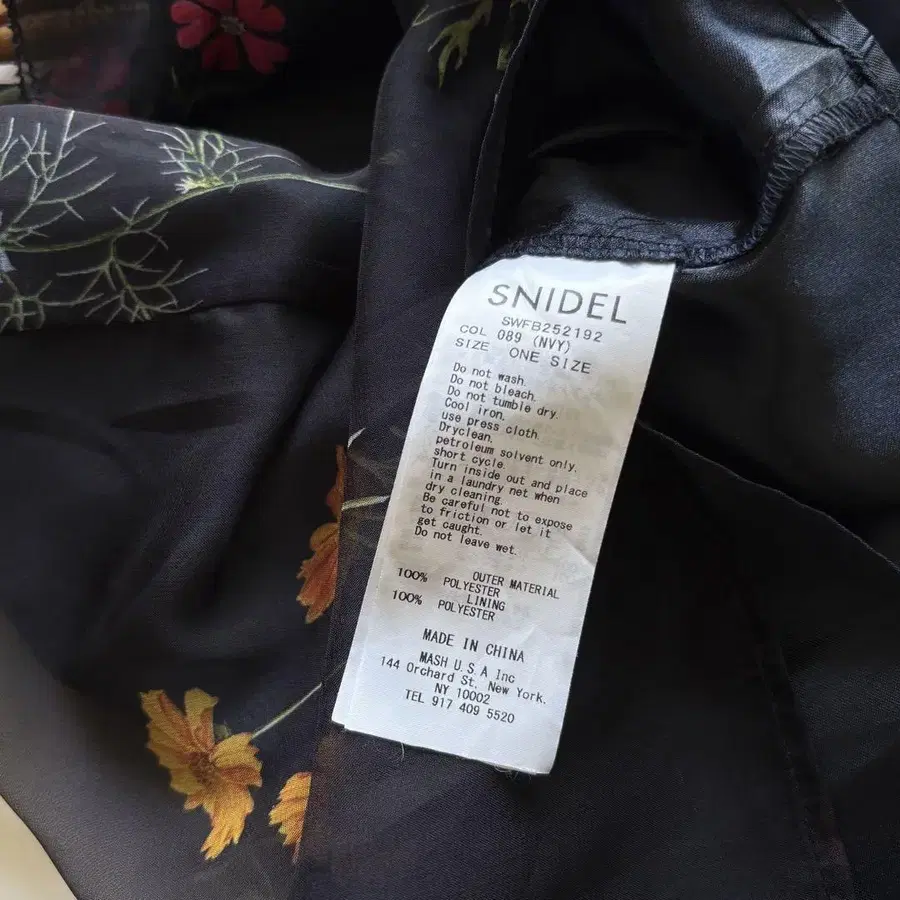 SNIDEL
SWFB252192
COL 089 (NVY)
SIZE ONE SIZE
Do not wash.
Do not bleach.
Do not tumble dry.
Cool iron.
use press cloth.
Dryclean.
petroleum solvent only.
short cycle.
Turn inside out and place
in a laundry net when
dry cleaning.
Be careful not to expose
to friction or let it
get caught.
Do not leave wet.
OUTER MATERIAL
100% POLYESTER
LINING
100% POLYESTER
MADE IN CHINA
MASH U.S.A Inc
144 Orchard St, New York.
NY 10002
TEL 917 409 5520